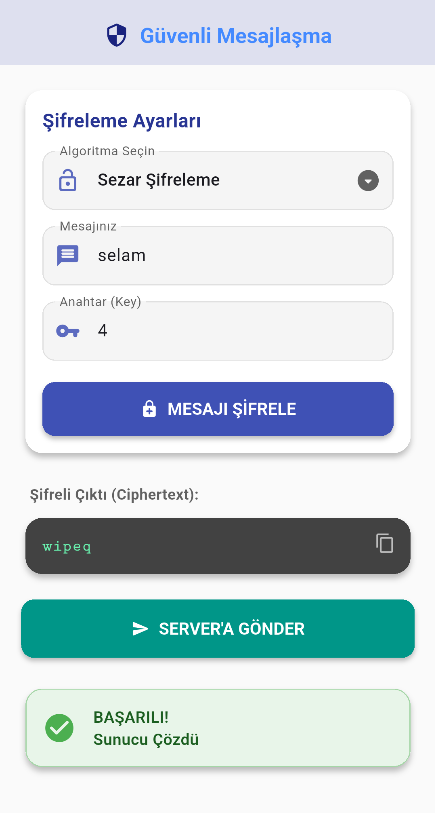 Güvenli Mesajlaşma
Şifreleme Ayarları
Algoritma Seçin
Sezar Şifreleme
Mesajınız
selam
Anahtar (Key)
4
MESAJI ŞİFRELE
Şifreli Çıktı (Ciphertext):
wipeq
SERVER'A GÖNDER
BAŞARILI!
Sunucu Çözdü